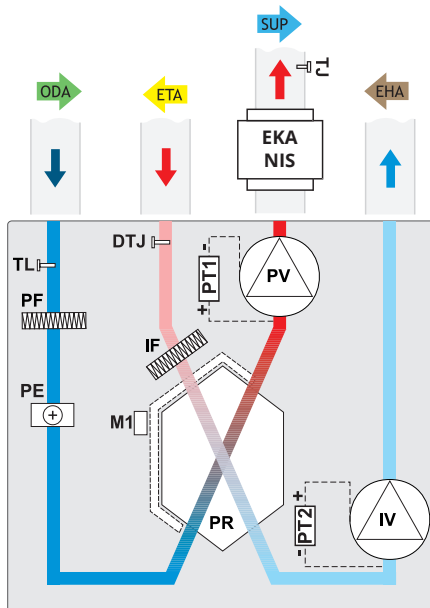 SUP
TJ
ODA
ETA
EHA
EKA
NIS
DTJ
TL
-
PT1
+
PV
PF
IF
PE
+
M1
PR
+
PT2
-
IV